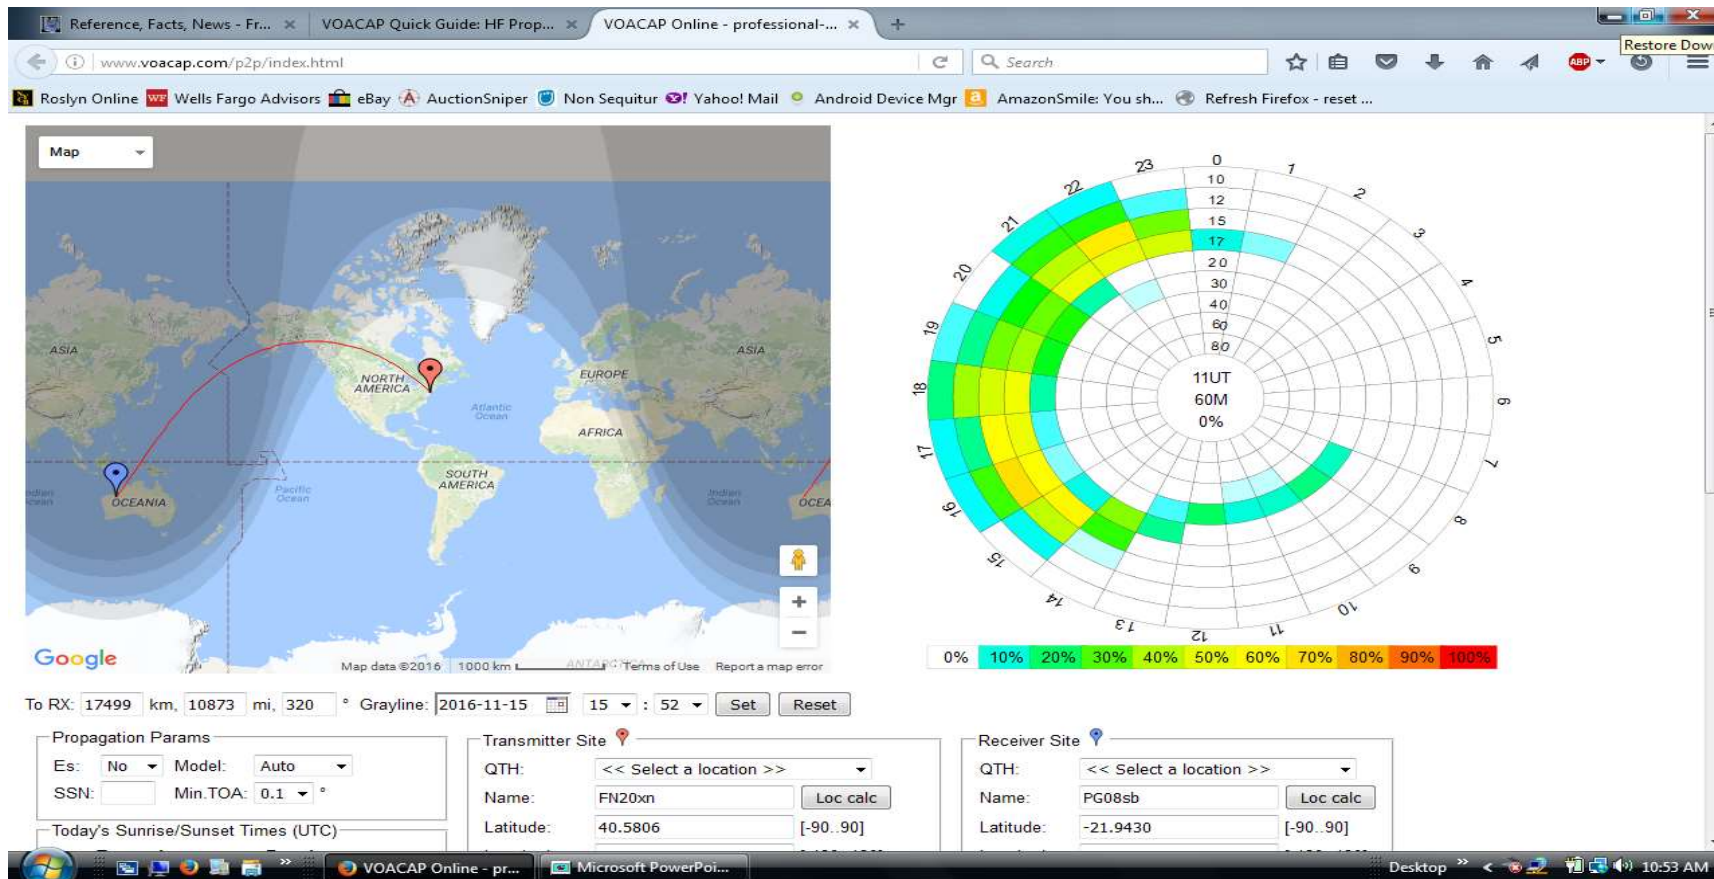 Reference, Facts, News - Fr... × VOACAP Quick Guide: HF Prop... × VOACAP Online - professional-... × +
Restore Dow
www.voacap.com/p2p/index.html Search ABP
Roslyn Online WF Wells Fargo Advisors eBay AuctionSniper Non Sequitur Yahoo! Mail Android Device Mgr AmazonSmile: You sh... Refresh Firefox - reset ...
Map
ASIA
NORTH AMERICA
EUROPE
ASIA
Atlantic Ocean
AFRICA
SOUTH AMERICA
Pacific Ocean
Indian Ocean
OCEANIA
OCEA
Google
Map data ©2016 1000 km Terms of Use Report a map error
ANTARC
0 1 2 3 4 5 6 7 8 9 10 11 12 13 14 15 16 17 18 19 20 21 22 23
10
12
15
17
20
30
40
60
80
11UT
60M
0%
0% 10% 20% 30% 40% 50% 60% 70% 80% 90% 100%
To RX: 17499 km, 10873 mi, 320 ° Grayline: 2016-11-15 15 : 52 Set Reset
Propagation Params
Es: No Model: Auto
SSN: Min.TOA: 0.1 °
Today's Sunrise/Sunset Times (UTC)
Transmitter Site
QTH: << Select a location >>
Name: FN20xn Loc calc
Latitude: 40.5806 [-90..90]
Receiver Site
QTH: << Select a location >>
Name: PG08sb Loc calc
Latitude: -21.9430 [-90..90]
VOACAP Online - pr... Microsoft PowerPoi... Desktop 10:53 AM